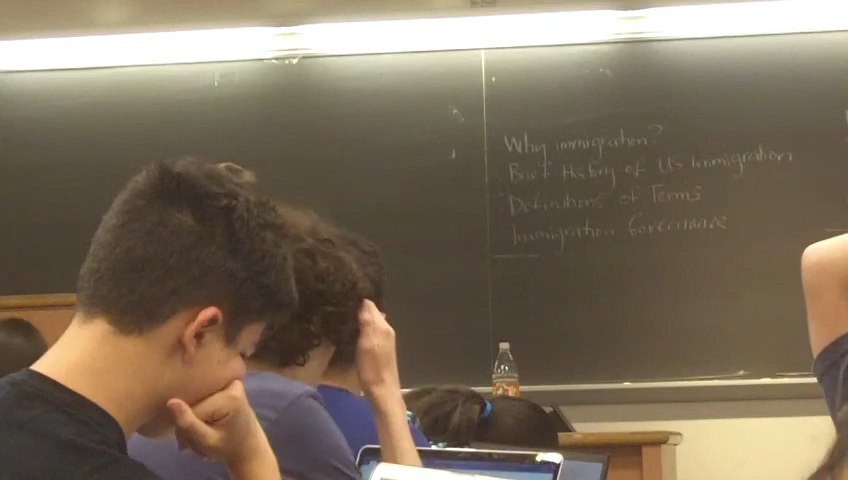 Why immigration?
Brief History of US Immigration
Definitions of Terms
Immigration Governance